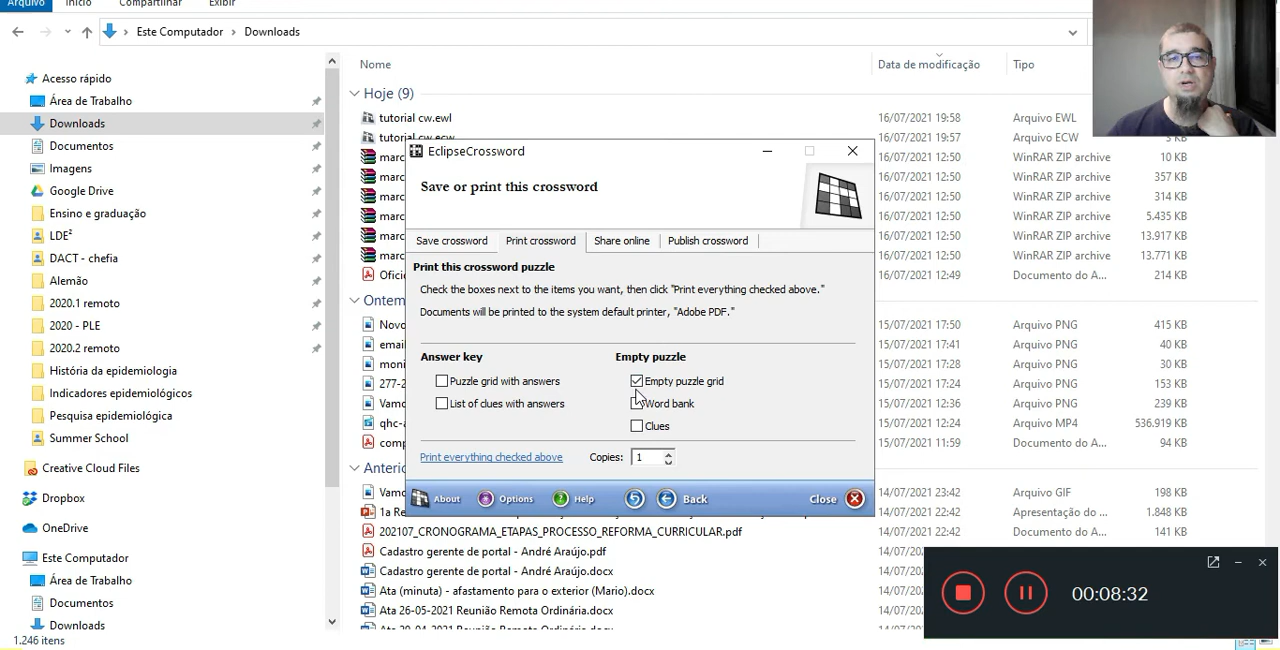 Arquivo Início Compartilhar Exibir
Este Computador Downloads
Nome Data de modificação Tipo
Acesso rápido
Área de Trabalho
Downloads
Documentos
Imagens
Google Drive
Ensino e graduação
LDE²
DACT - chefia
Alemão
2020.1 remoto
2020 - PLE
2020.2 remoto
História da epidemiologia
Indicadores epidêmicos
Pesquisa epidemiológica
Summer School
Creative Cloud Files
Dropbox
OneDrive
Este Computador
Área de Trabalho
Documentos
Downloads
1.246 itens
Hoje (9)
tutorial cw.ewl 16/07/2021 19:58 Arquivo EWL
tutorial cw.ecw 16/07/2021 19:57 Arquivo ECW 5 KB
marc 16/07/2021 12:50 WinRAR ZIP archive 10 KB
marc 16/07/2021 12:50 WinRAR ZIP archive 357 KB
marc 16/07/2021 12:50 WinRAR ZIP archive 314 KB
marc 16/07/2021 12:50 WinRAR ZIP archive 5.435 KB
marc 16/07/2021 12:50 WinRAR ZIP archive 13.917 KB
marc 16/07/2021 12:50 WinRAR ZIP archive 13.771 KB
Ofici 16/07/2021 12:49 Documento do A... 214 KB
Ontem
Novo 15/07/2021 17:50 Arquivo PNG 415 KB
email 15/07/2021 17:41 Arquivo PNG 40 KB
moni 15/07/2021 17:28 Arquivo PNG 30 KB
277-2 15/07/2021 17:24 Arquivo PNG 153 KB
Vamo 15/07/2021 12:36 Arquivo PNG 239 KB
qhc-a 15/07/2021 12:23 Arquivo MP4 536.919 KB
comp 15/07/2021 11:59 Documento do A... 94 KB
Anterio
Vamo 14/07/2021 23:42 Arquivo GIF 198 KB
1a Re 14/07/2021 22:42 Apresentação do ... 1.848 KB
202107_CRONOGRAMA_ETAPAS_PROCESSO_REFORMA_CURRICULAR.pdf 14/07/2021 22:42 Documento do A... 141 KB
Cadastro gerente de portal - André Araújo.pdf 14/07/202
Cadastro gerente de portal - André Araújo.docx 14/07/202
Ata (minuta) - afastamento para o exterior (Mario).docx 14/07/202
Ata 26-05-2021 Reunião Remota Ordinária.docx 14/07/202
EclipseCrossword
Save or print this crossword
Save crossword Print crossword Share online Publish crossword
Print this crossword puzzle
Check the boxes next to the items you want, then click "Print everything checked above."
Documents will be printed to the system default printer, "Adobe PDF."
Answer key Empty puzzle
Puzzle grid with answers Empty puzzle grid
List of clues with answers Word bank
Clues
Print everything checked above Copies: 1
About Options Help Back Close
00:08:32